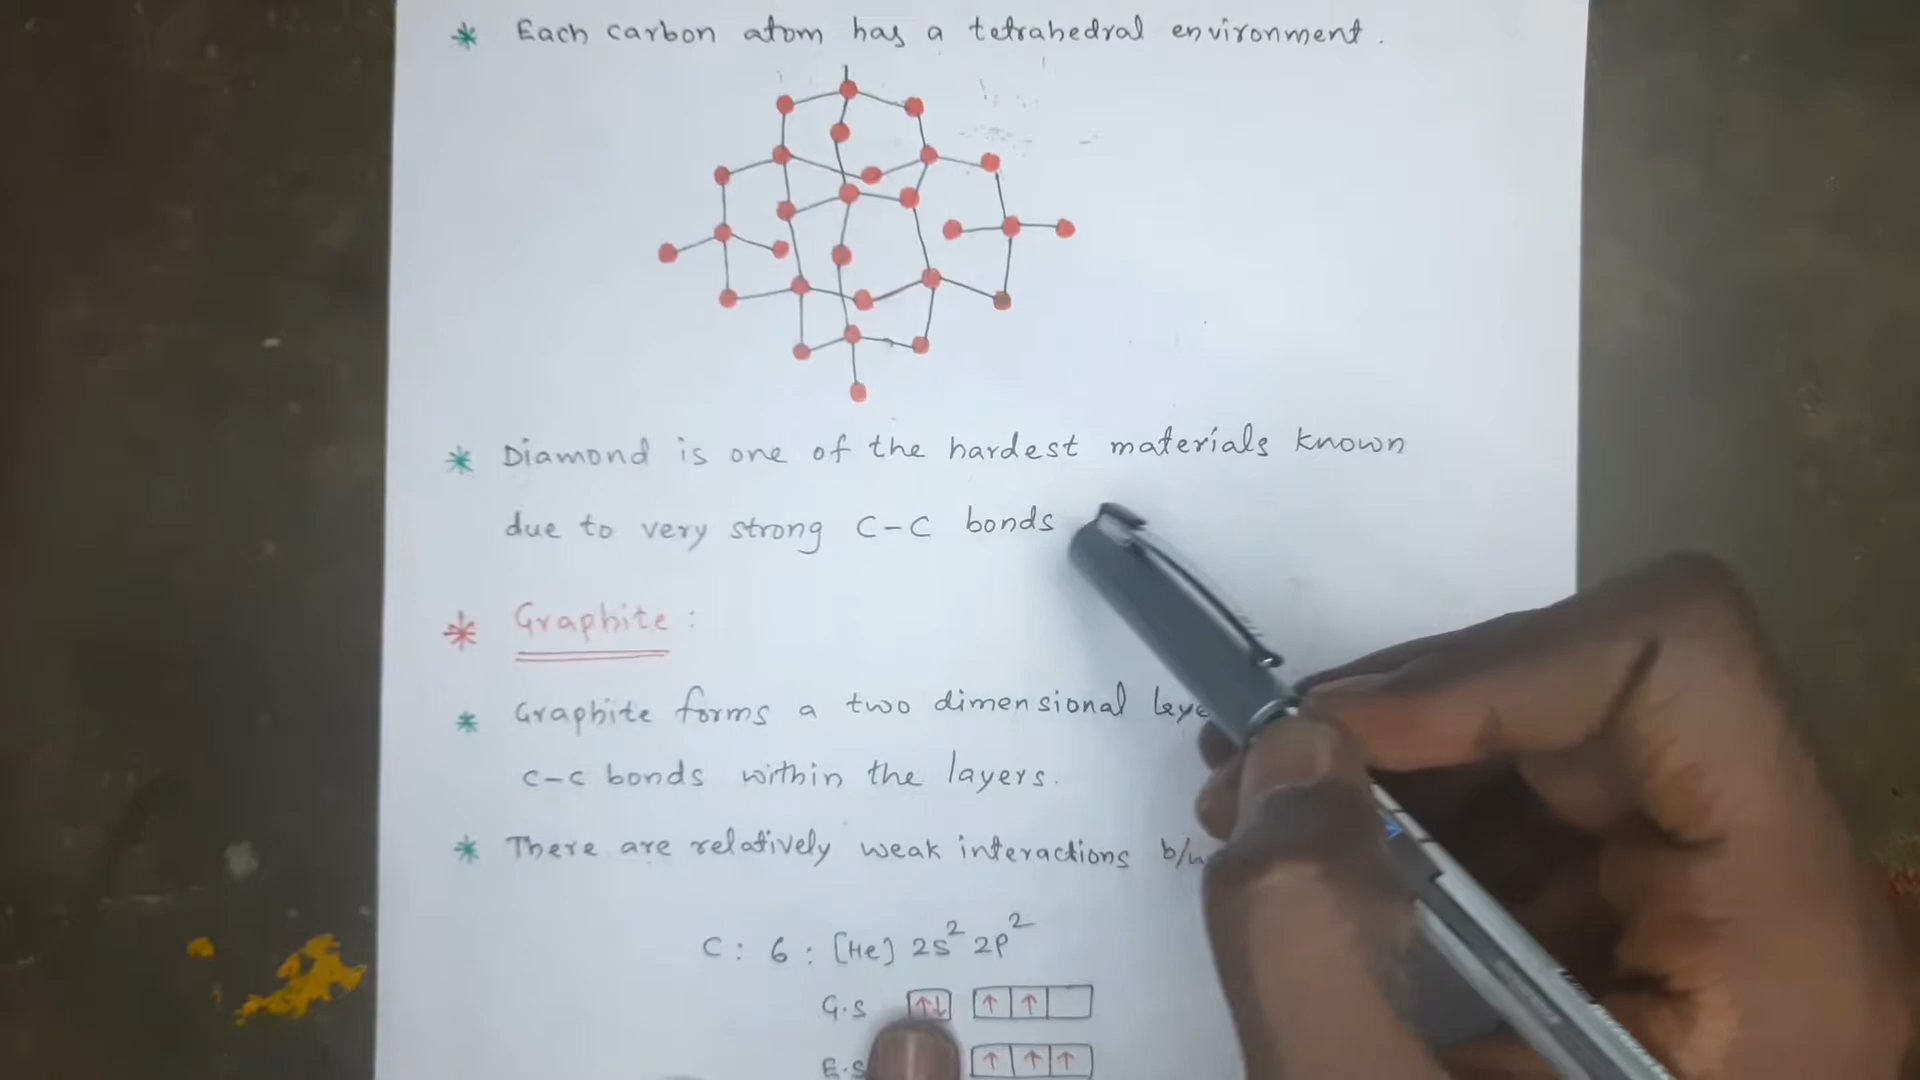 * Each carbon atom has a tetrahedral environment.
* Diamond is one of the hardest materials known
due to very strong C-C bonds
* Graphite :
* Graphite forms a two dimensional
c-c bonds within the layers.
* There are relatively weak interactions
C : 6 : [He] 2s² 2p²
G.S ↑↓ ↑ ↑
E.S ↑ ↑ ↑